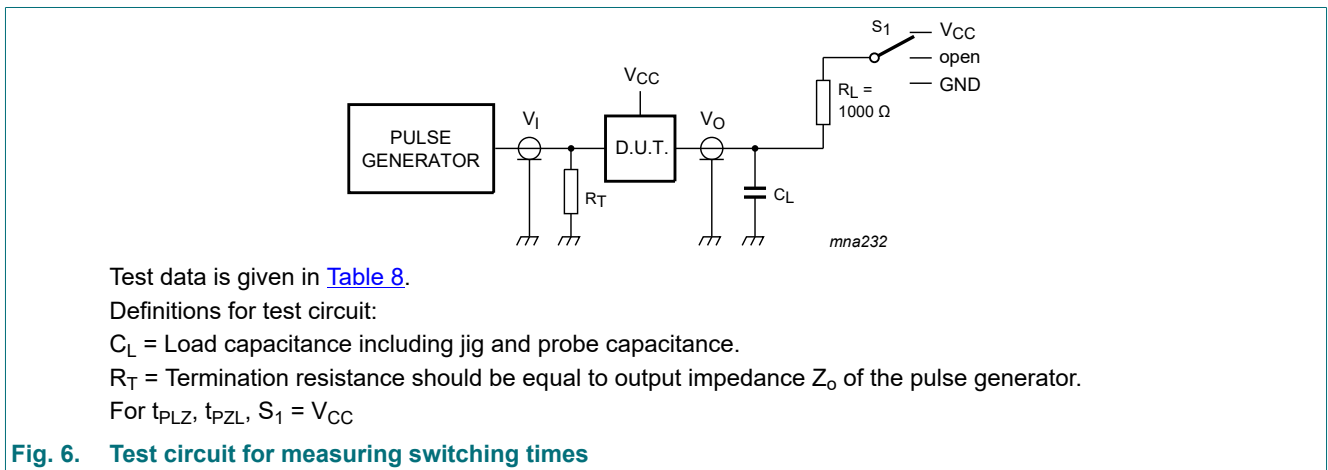 S1
VCC
open
GND
RL =
1000 Ω
VCC
PULSE
GENERATOR
VI
D.U.T.
VO
RT
CL
mna232
Test data is given in Table 8.
Definitions for test circuit:
CL = Load capacitance including jig and probe capacitance.
RT = Termination resistance should be equal to output impedance Zo of the pulse generator.
For tPLZ, tPZL, S1 = VCC
Fig. 6. Test circuit for measuring switching times